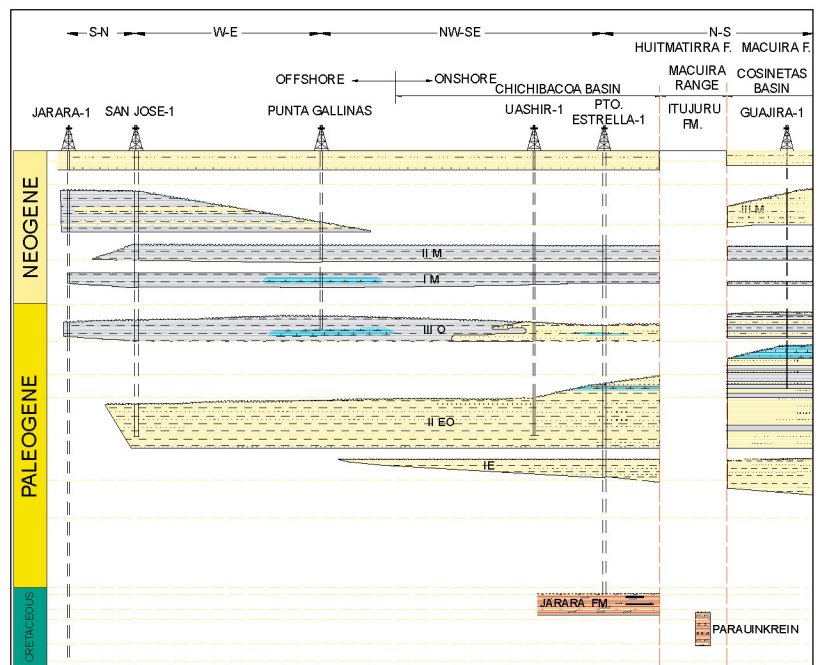 S-N
W-E
NW-SE
N-S
HUITMATIRRA F.
MACUIRA F.
OFFSHORE
ONSHORE
CHICHIBACOA BASIN
MACUIRA
RANGE
COSINETAS
BASIN
JARARA-1
SAN JOSE-1
PUNTA GALLINAS
UASHIR-1
PTO.
ESTRELLA-1
ITUJURU
FM.
GUAJIRA-1
NEOGENE
III-M
II M
I M
PALEOGENE
III O
II EO
IE
CRETACEOUS
JARARA FM.
PARAUINKREIN